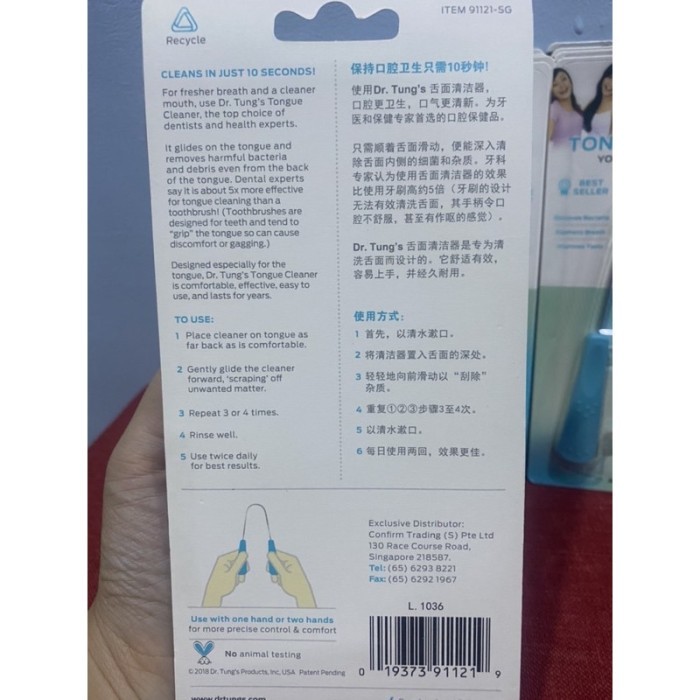 Recycle
ITEM 91121-SG
CLEANS IN JUST 10 SECONDS!
For fresher breath and a cleaner
mouth, use Dr. Tung's Tongue
Cleaner, the top choice of
dentists and health experts.
It glides on the tongue and
removes harmful bacteria
and debris even from the back
of the tongue. Dental experts
say it is about 5x more effective
for tongue cleaning than a
toothbrush! (Toothbrushes are
designed for teeth and tend to
"grip" the tongue so can cause
discomfort or gagging.)
Designed especially for the
tongue, Dr. Tung's Tongue Cleaner
is comfortable, effective, easy to
use, and lasts for years.
TO USE:
1 Place cleaner on tongue as
far back as is comfortable.
2 Gently glide the cleaner
forward, 'scraping' off
unwanted matter.
3 Repeat 3 or 4 times.
4 Rinse well.
5 Use twice daily
for best results.
保持口腔卫生只需10秒钟!
使用Dr. Tung's 舌面清洁器，
口腔更卫生，口气更清新。为牙
医和保健专家首选的口腔保健品。
只需顺着舌面滑动，便能深入清
除舌面内侧的细菌和杂质。牙科
专家认为使用舌面清洁器的效果
比使用牙刷高约5倍（牙刷的设计
无法有效清洗舌面，其手柄令口
腔不舒服，甚至有作呕的感觉）。
Dr. Tung's 舌面清洁器是专为清
洗舌面而设计的。它舒适有效，
容易上手，并经久耐用。
使用方式：
1 首先，以清水漱口。
2 将清洁器置入舌面的深处。
3 轻轻地向前滑动以“刮除”
杂质。
4 重复①②③步骤3至4次。
5 以清水漱口。
6 每日使用两回，效果更佳。
Use with one hand or two hands
for more precise control & comfort
No animal testing
© 2018 Dr. Tung's Products, Inc, USA Patent Pending
www.drtungs.com
Exclusive Distributor:
Confirm Trading (S) Pte Ltd
130 Race Course Road,
Singapore 218587.
Tel: (65) 6293 8221
Fax: (65) 6292 1967
L. 1036
0 19373 91121 9
TON
YO
BEST
SELLER